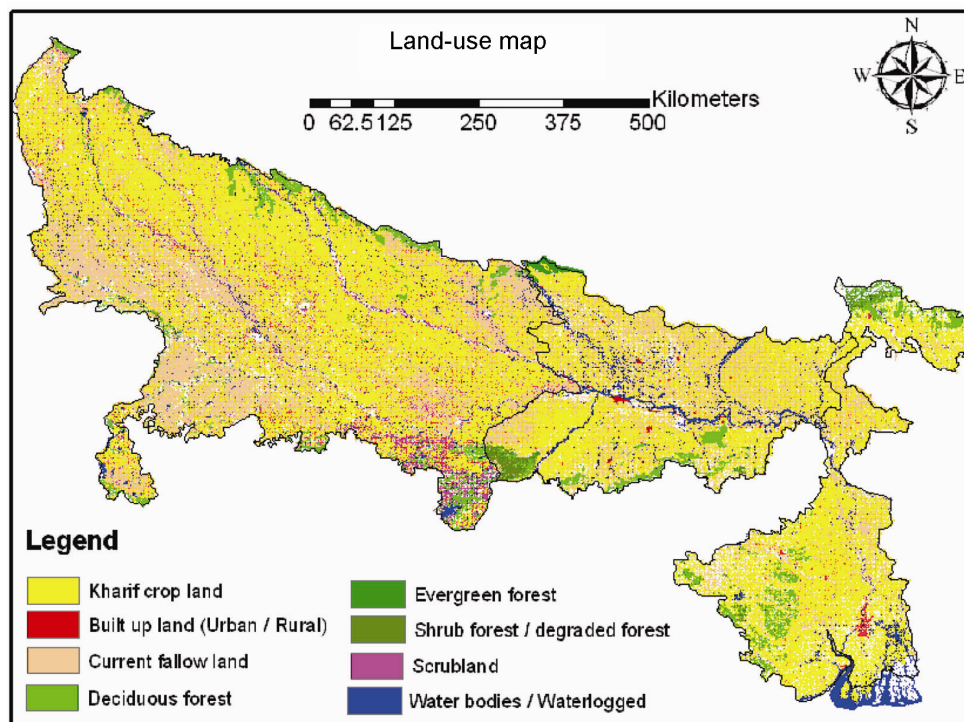 Land-use map
N
W E
S
Kilometers
0 62.5 125 250 375 500
Legend
Kharif crop land
Built up land (Urban / Rural)
Current fallow land
Deciduous forest
Evergreen forest
Shrub forest / degraded forest
Scrubland
Water bodies / Waterlogged